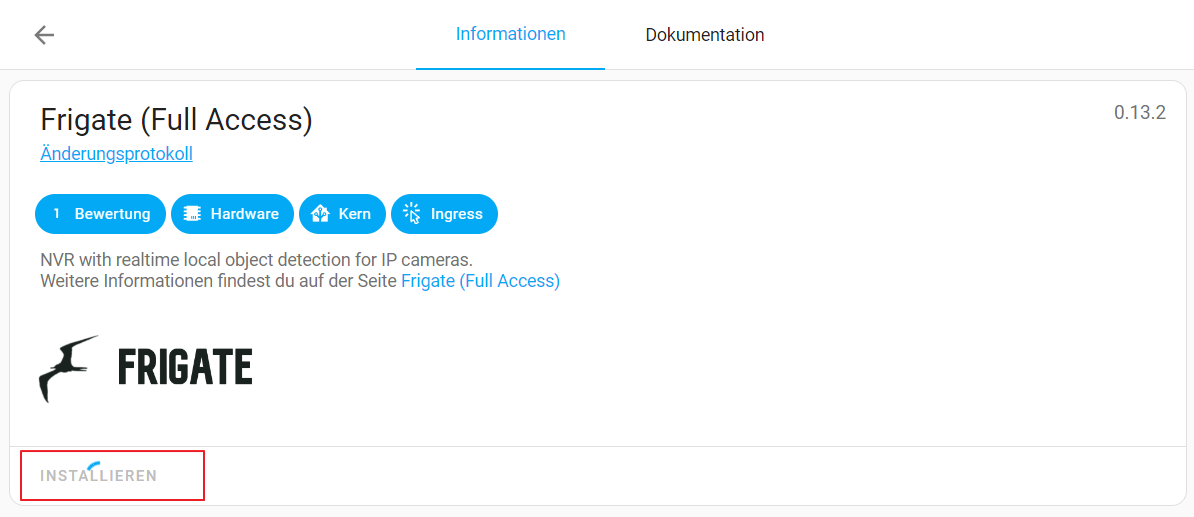 Informationen
Dokumentation
Frigate (Full Access)
0.13.2
Änderungsprotokoll
1 Bewertung
Hardware
Kern
Ingress
NVR with realtime local object detection for IP cameras.
Weitere Informationen findest du auf der Seite Frigate (Full Access)
FRIGATE
INSTALLIEREN